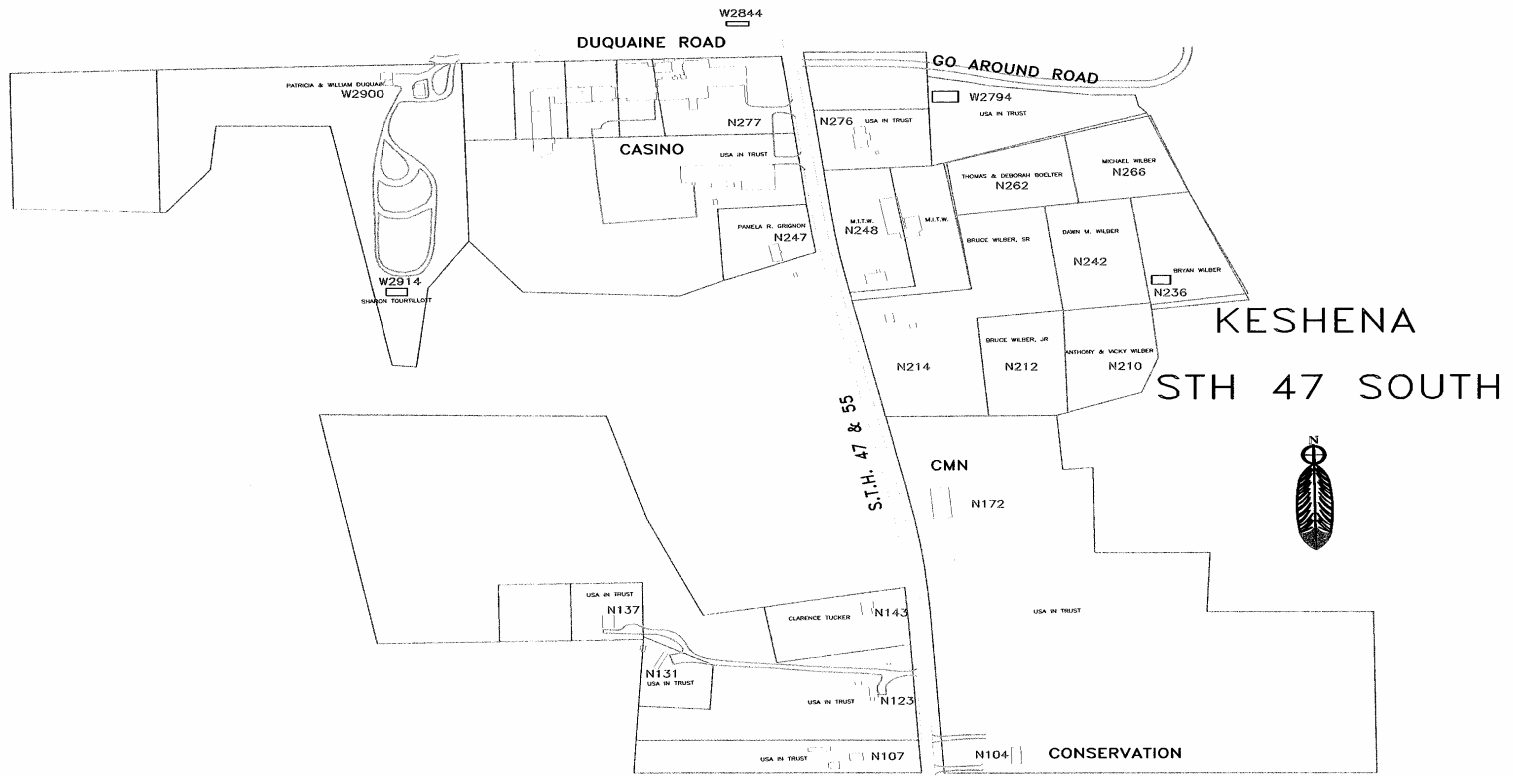 W2844
DUQUAINE ROAD
GO AROUND ROAD
PATRICIA & WILLIAM DUQUAIN
W2900
W2794
USA IN TRUST
N277
N276
USA IN TRUST
CASINO
USA IN TRUST
MICHAEL WILBER
N266
THOMAS & DEBORAH BOELTER
N262
PAMELA R. GRIGNON
N247
M.I.T.W.
N248
M.I.T.W.
BRUCE WILBER, SR
DAWN M. WILBER
N242
BRYAN WILBER
N236
W2914
SHARON TOURTILLOTT
KESHENA
STH 47 SOUTH
BRUCE WILBER, JR
N212
ANTHONY & VICKY WILBER
N210
N214
S.T.H. 47 & 55
N
CMN
N172
USA IN TRUST
N137
CLARENCE TUCKER
N143
USA IN TRUST
N131
USA IN TRUST
USA IN TRUST
N123
USA IN TRUST
N107
N104
CONSERVATION